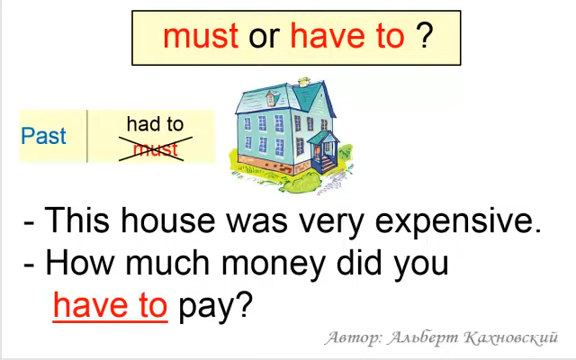 must or have to ?
had to
Past
must
- This house was very expensive.
- How much money did you
have to pay?
Автор: Альберт Кахновский